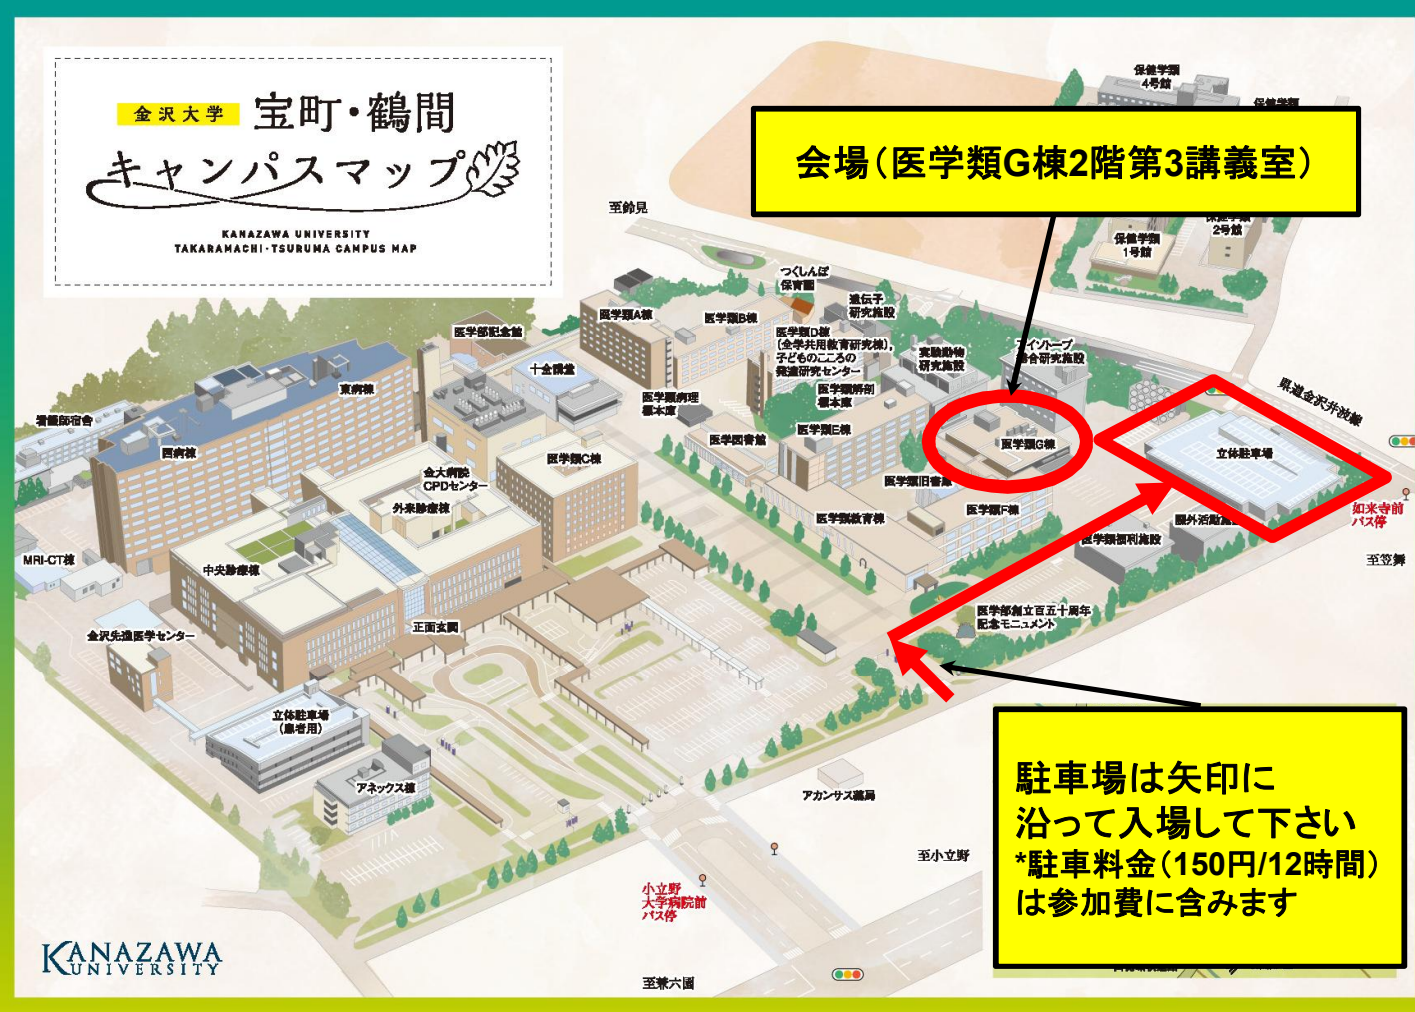 金沢大学 宝町・鶴間
キャンパスマップ
KANAZAWA UNIVERSITY
TAKARAMACHI・TSURUMA CAMPUS MAP
保健学類
4号館
保健学類
会場（医学類G棟2階第3講義室）
至鈴見
2号館
保健学類
1号館
つくしんぼ
保育園
遺伝子
研究施設
医学類A棟
医学類B棟
医学部記念館
医学類D棟
（全学共用教育研究棟），
子どものこころの
発達研究センター
実験動物
研究施設
アイソトープ
総合研究施設
十全講堂
東病棟
医学類病理
標本庫
医学類解剖
標本庫
県道金沢井波線
看護師宿舎
西病棟
医学図書館
医学類E棟
医学類G棟
立体駐車場
医学類C棟
金大病院
CPDセンター
外来診療棟
医学類旧書庫
医学類教育棟
医学類F棟
医学類福利施設
課外活動施設
如来寺前
バス停
至笠舞
MRI-CT棟
中央診療棟
正面玄関
金沢先進医学センター
医学部創立百五十周年
記念モニュメント
立体駐車場
（患者用）
アネックス棟
アカンサス薬局
駐車場は矢印に
沿って入場して下さい
*駐車料金（150円/12時間）
は参加費に含みます
至小立野
小立野
大学病院前
バス停
至兼六園
KANAZAWA
UNIVERSITY